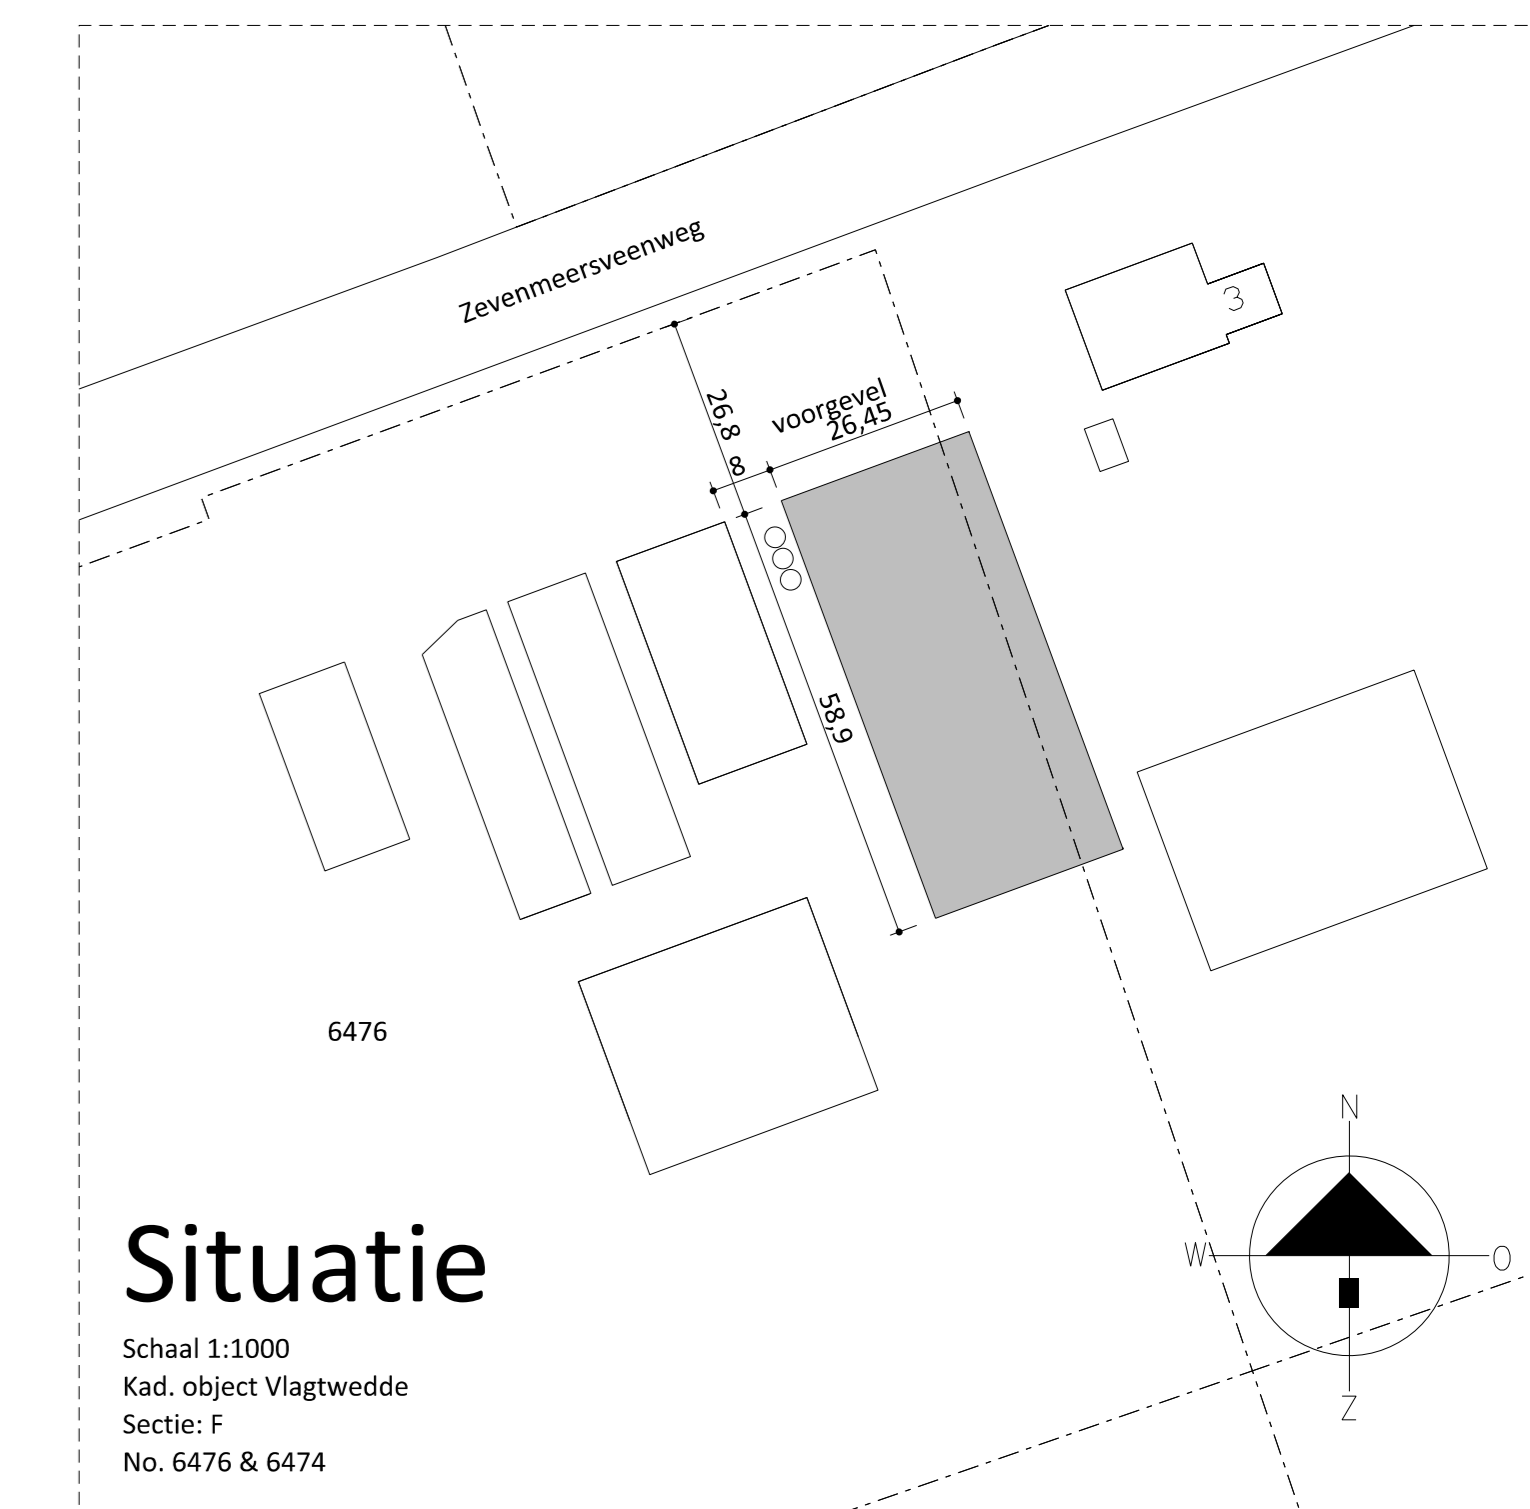 Zevenmeersveenweg
3
26,8
voorgevel
26,45
8
58,9
6476
N
W
O
Z
Situatie
Schaal 1:1000
Kad. object Vlagtwedde
Sectie: F
No. 6476 & 6474